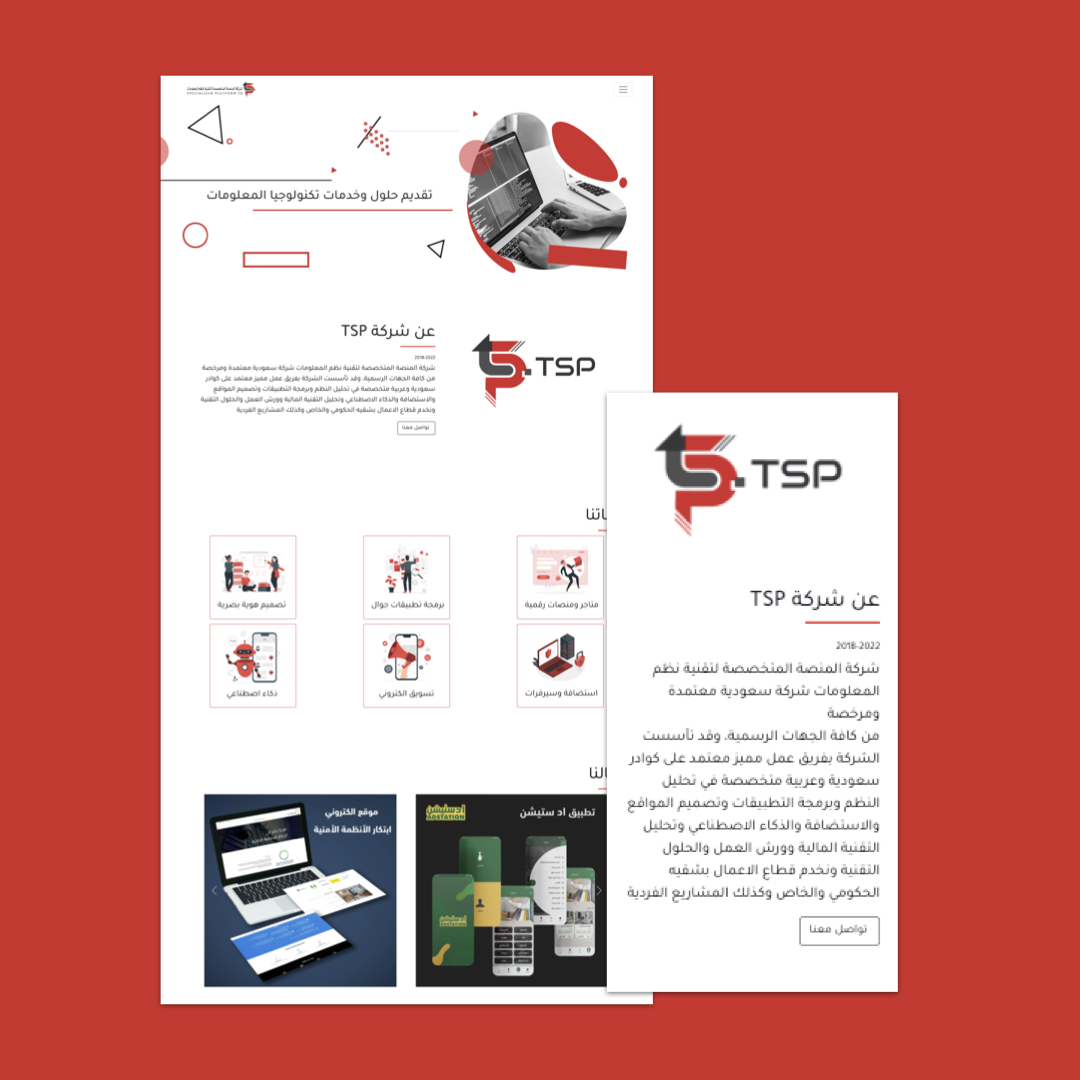 تقديم حلول وخدمات تكنولوجيا المعلومات
عن شركة TSP
2018-2022
شركة المنصة المتخصصة لتقنية نظم المعلومات شركة سعودية معتمدة ومرخصة
من كافة الجهات الرسمية، وقد تأسست الشركة بفريق عمل مميز معتمد على كوادر
سعودية وعربية متخصصة في تحليل النظم وبرمجة التطبيقات وتصميم المواقع
والاستضافة والذكاء الاصطناعي وتحليل التقنية المالية وورش العمل والحلول التقنية
ونخدم قطاع الاعمال بشقيه الحكومي والخاص وكذلك المشاريع الفردية
تواصل معنا
TSP
متاجر ومنصات رقمية
برمجة تطبيقات جوال
تصميم هوية بصرية
استضافة وسيرفرات
تسويق الكتروني
ذكاء اصطناعي
تطبيق اد ستيشن
اد ستيشن
ADSTATION
موقع الكتروني
ابتكار الأنظمة الأمنية
TSP
عن شركة TSP
2018-2022
شركة المنصة المتخصصة لتقنية نظم
المعلومات شركة سعودية معتمدة
ومرخصة
من كافة الجهات الرسمية، وقد تأسست
الشركة بفريق عمل مميز معتمد على كوادر
سعودية وعربية متخصصة في تحليل
النظم وبرمجة التطبيقات وتصميم المواقع
والاستضافة والذكاء الاصطناعي وتحليل
التقنية المالية وورش العمل والحلول
التقنية ونخدم قطاع الاعمال بشقيه
الحكومي والخاص وكذلك المشاريع الفردية
تواصل معنا